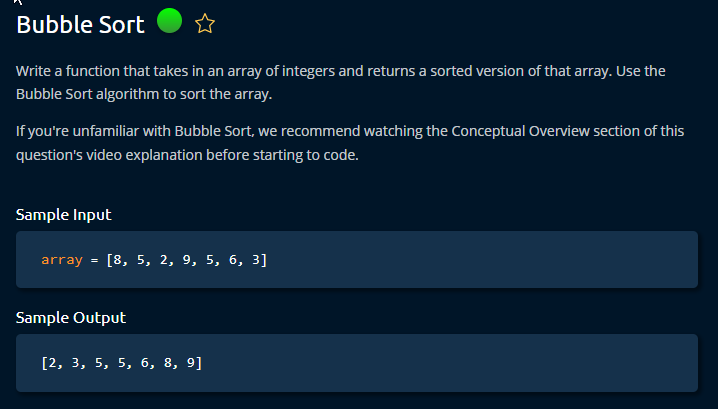 Bubble Sort
Write a function that takes in an array of integers and returns a sorted version of that array. Use the
Bubble Sort algorithm to sort the array.
If you're unfamiliar with Bubble Sort, we recommend watching the Conceptual Overview section of this
question's video explanation before starting to code.
Sample Input
array = [8, 5, 2, 9, 5, 6, 3]
Sample Output
[2, 3, 5, 5, 6, 8, 9]